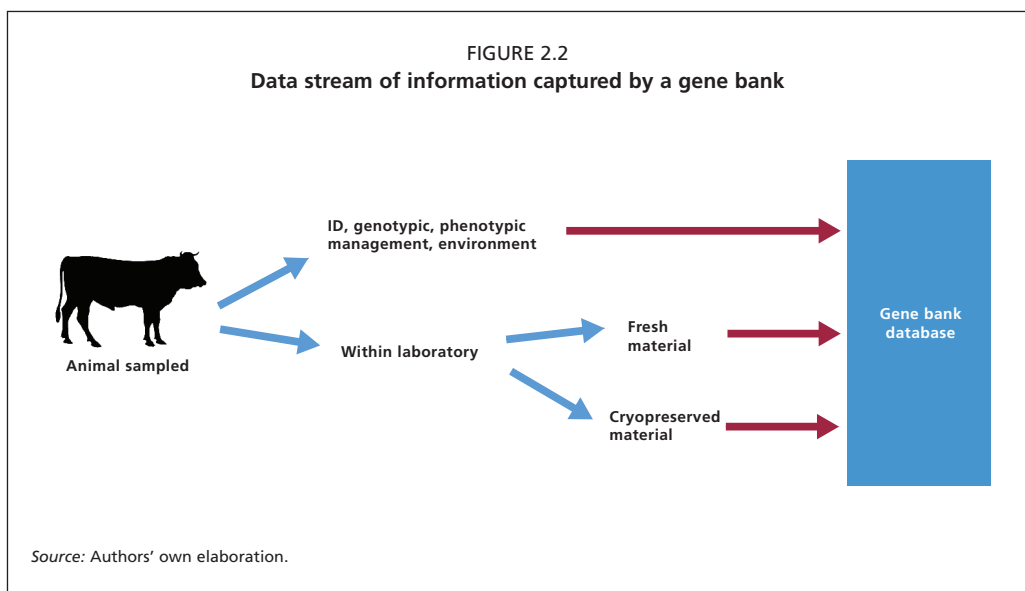 FIGURE 2.2
Data stream of information captured by a gene bank
ID, genotypic, phenotypic
management, environment
Animal sampled
Within laboratory
Fresh
material
Cryopreserved
material
Gene bank
database
Source: Authors' own elaboration.